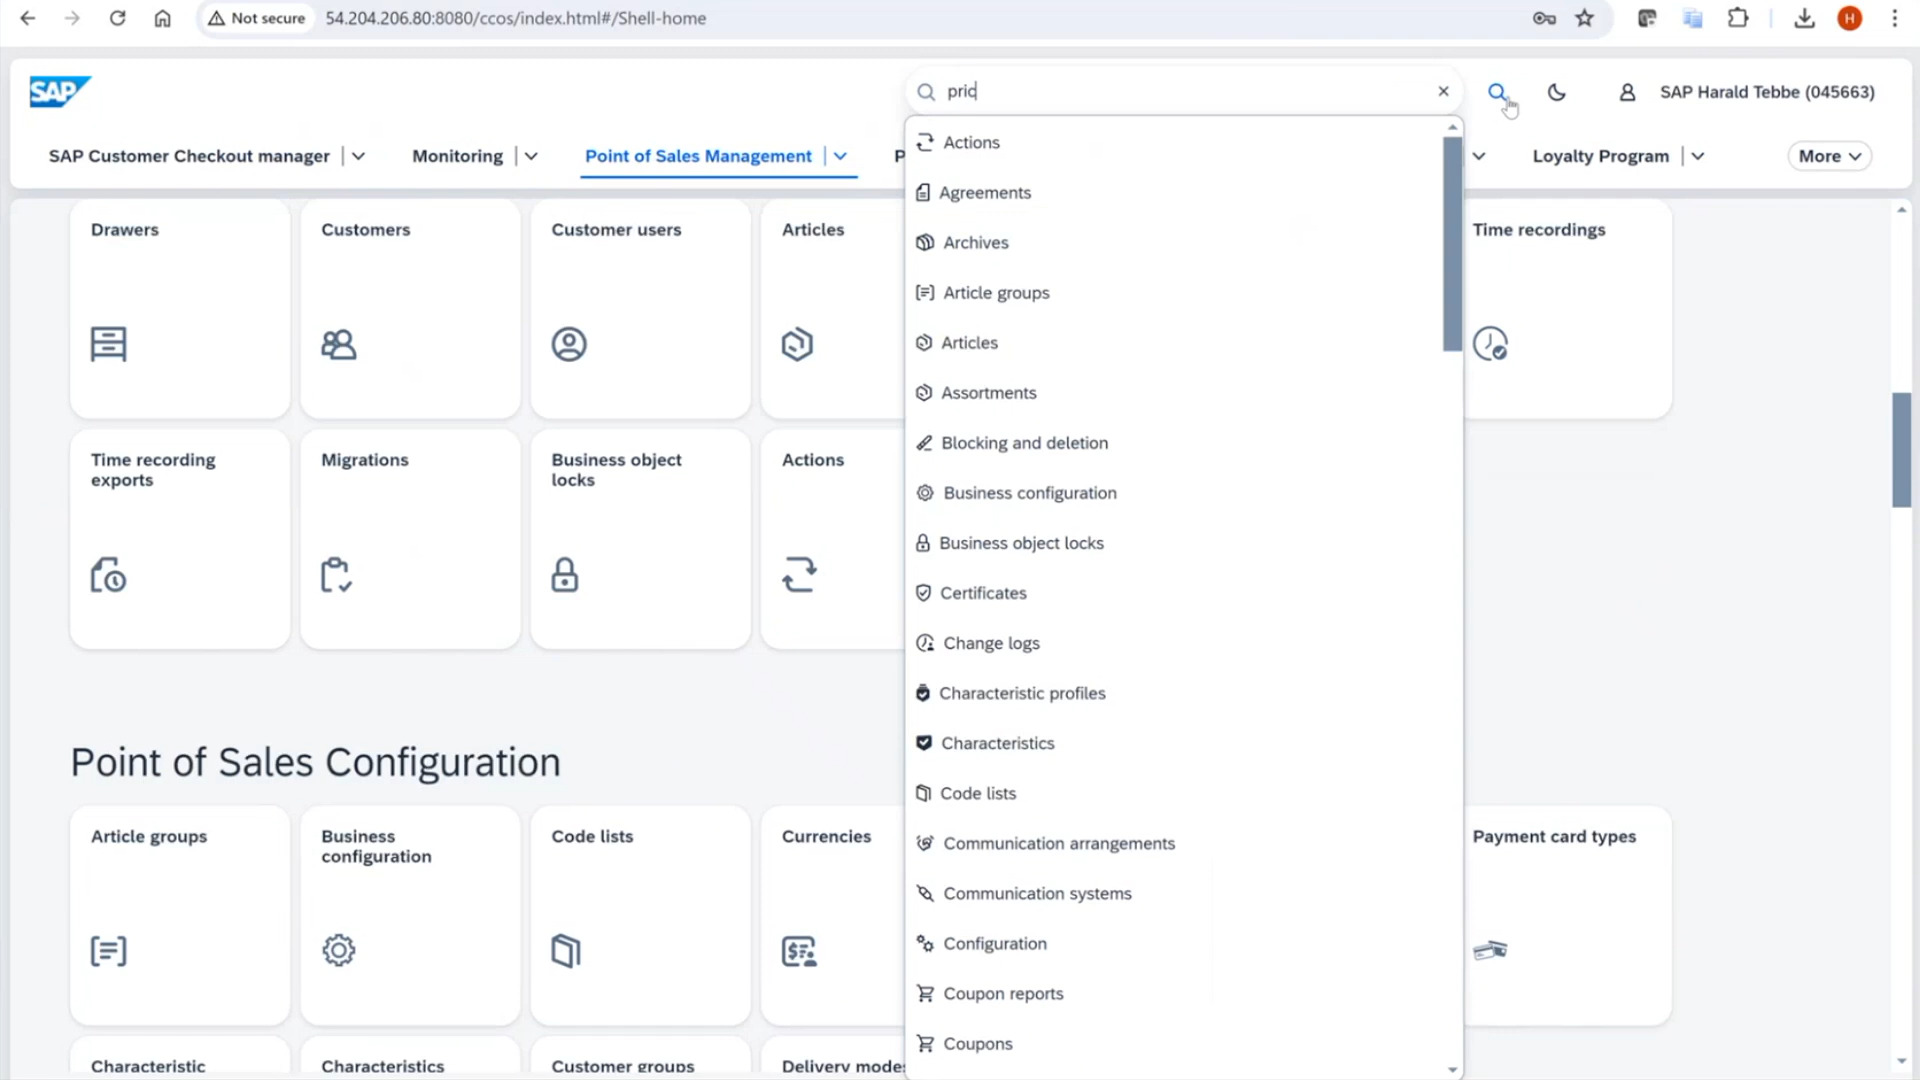 Not secure
54.204.206.80:8080/ccos/index.html#/Shell-home
H
SAP
pric
SAP Harald Tebbe (045663)
SAP Customer Checkout manager
Monitoring
Point of Sales Management
P
Loyalty Program
More
Drawers
Customers
Customer users
Articles
Time recordings
Time recording
exports
Migrations
Business object
locks
Actions
Point of Sales Configuration
Article groups
Business
configuration
Code lists
Currencies
Payment card types
Characteristic
Characteristics
Customer groups
Delivery modes
Actions
Agreements
Archives
Article groups
Articles
Assortments
Blocking and deletion
Business configuration
Business object locks
Certificates
Change logs
Characteristic profiles
Characteristics
Code lists
Communication arrangements
Communication systems
Configuration
Coupon reports
Coupons